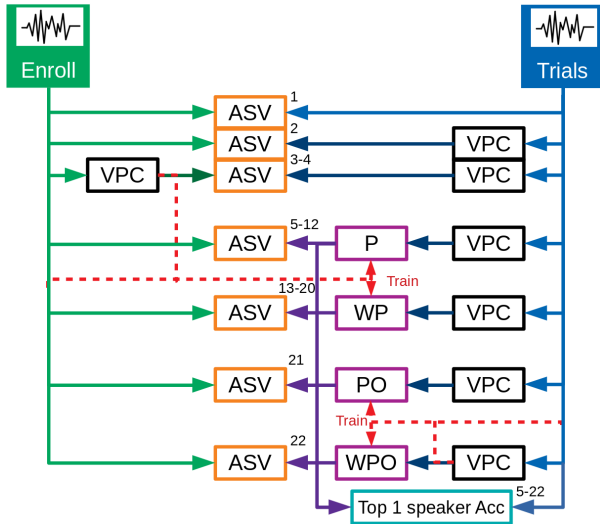 Enroll
Trials
1
ASV
2
ASV
VPC
3-4
VPC
ASV
VPC
5-12
ASV
P
VPC
Train
13-20
ASV
WP
VPC
21
ASV
PO
VPC
Train
22
ASV
WPO
VPC
5-22
Top 1 speaker Acc